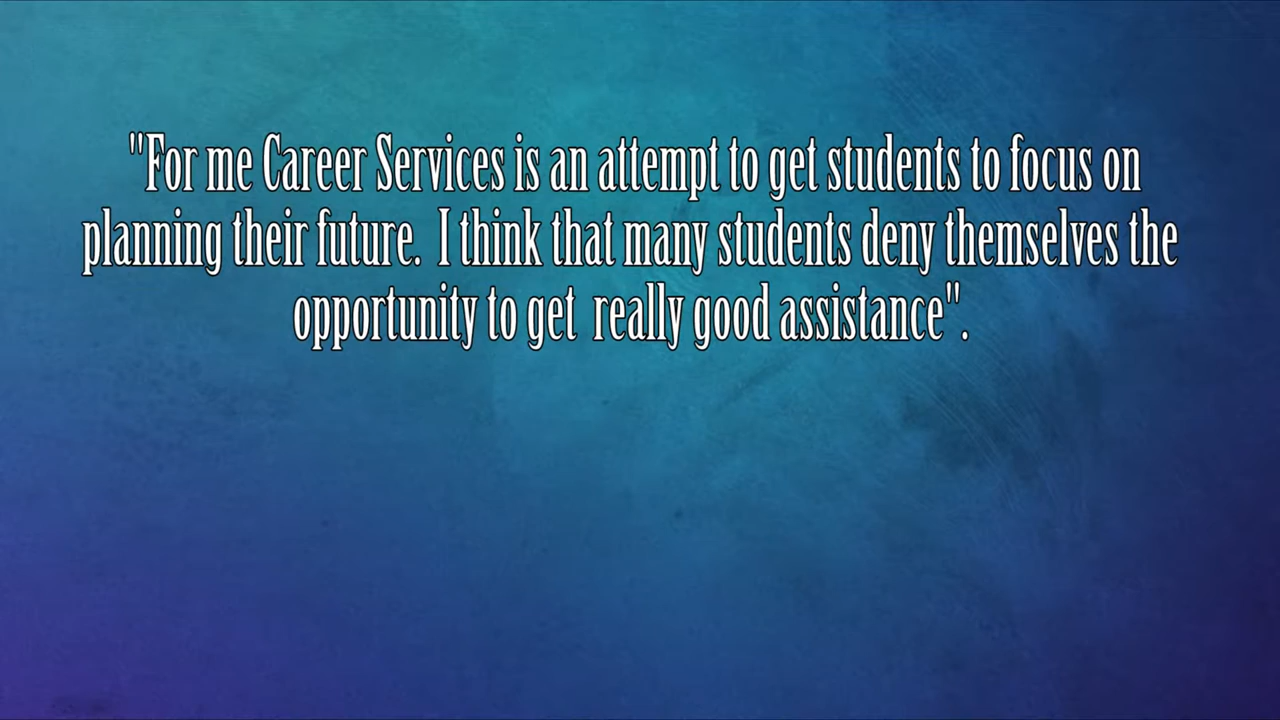 "For me Career Services is an attempt to get students to focus on
planning their future.  I think that many students deny themselves the
opportunity to get  really good assistance".